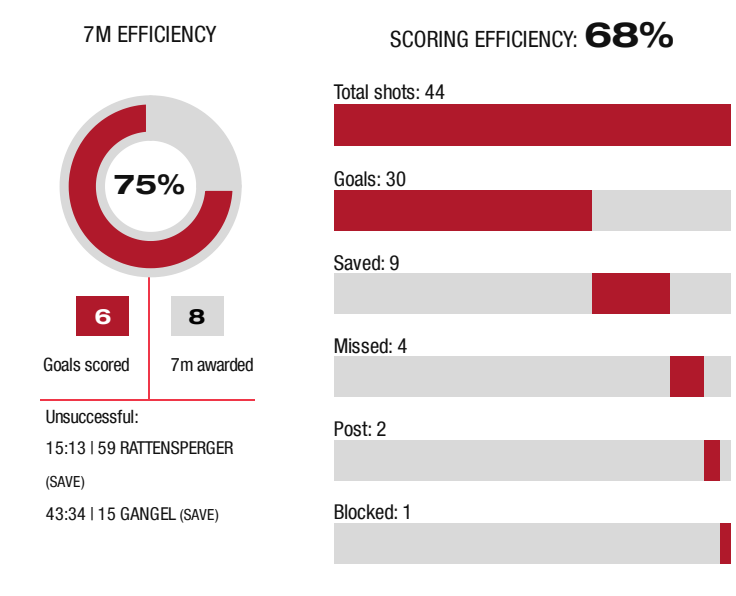 7M EFFICIENCY
75%
6
8
Goals scored
7m awarded
Unsuccessful:
15:13 | 59 RATTENSPERGER
(SAVE)
43:34 | 15 GANGEL (SAVE)
SCORING EFFICIENCY: 68%
Total shots: 44
Goals: 30
Saved: 9
Missed: 4
Post: 2
Blocked: 1